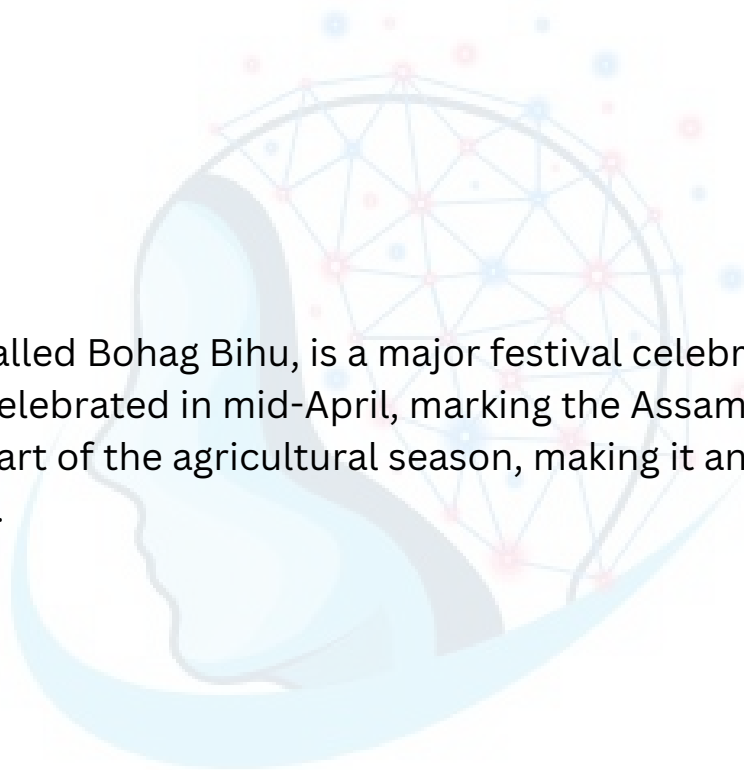 alled Bohag Bihu, is a major festival celebr
elebrated in mid-April, marking the Assam
art of the agricultural season, making it an
.